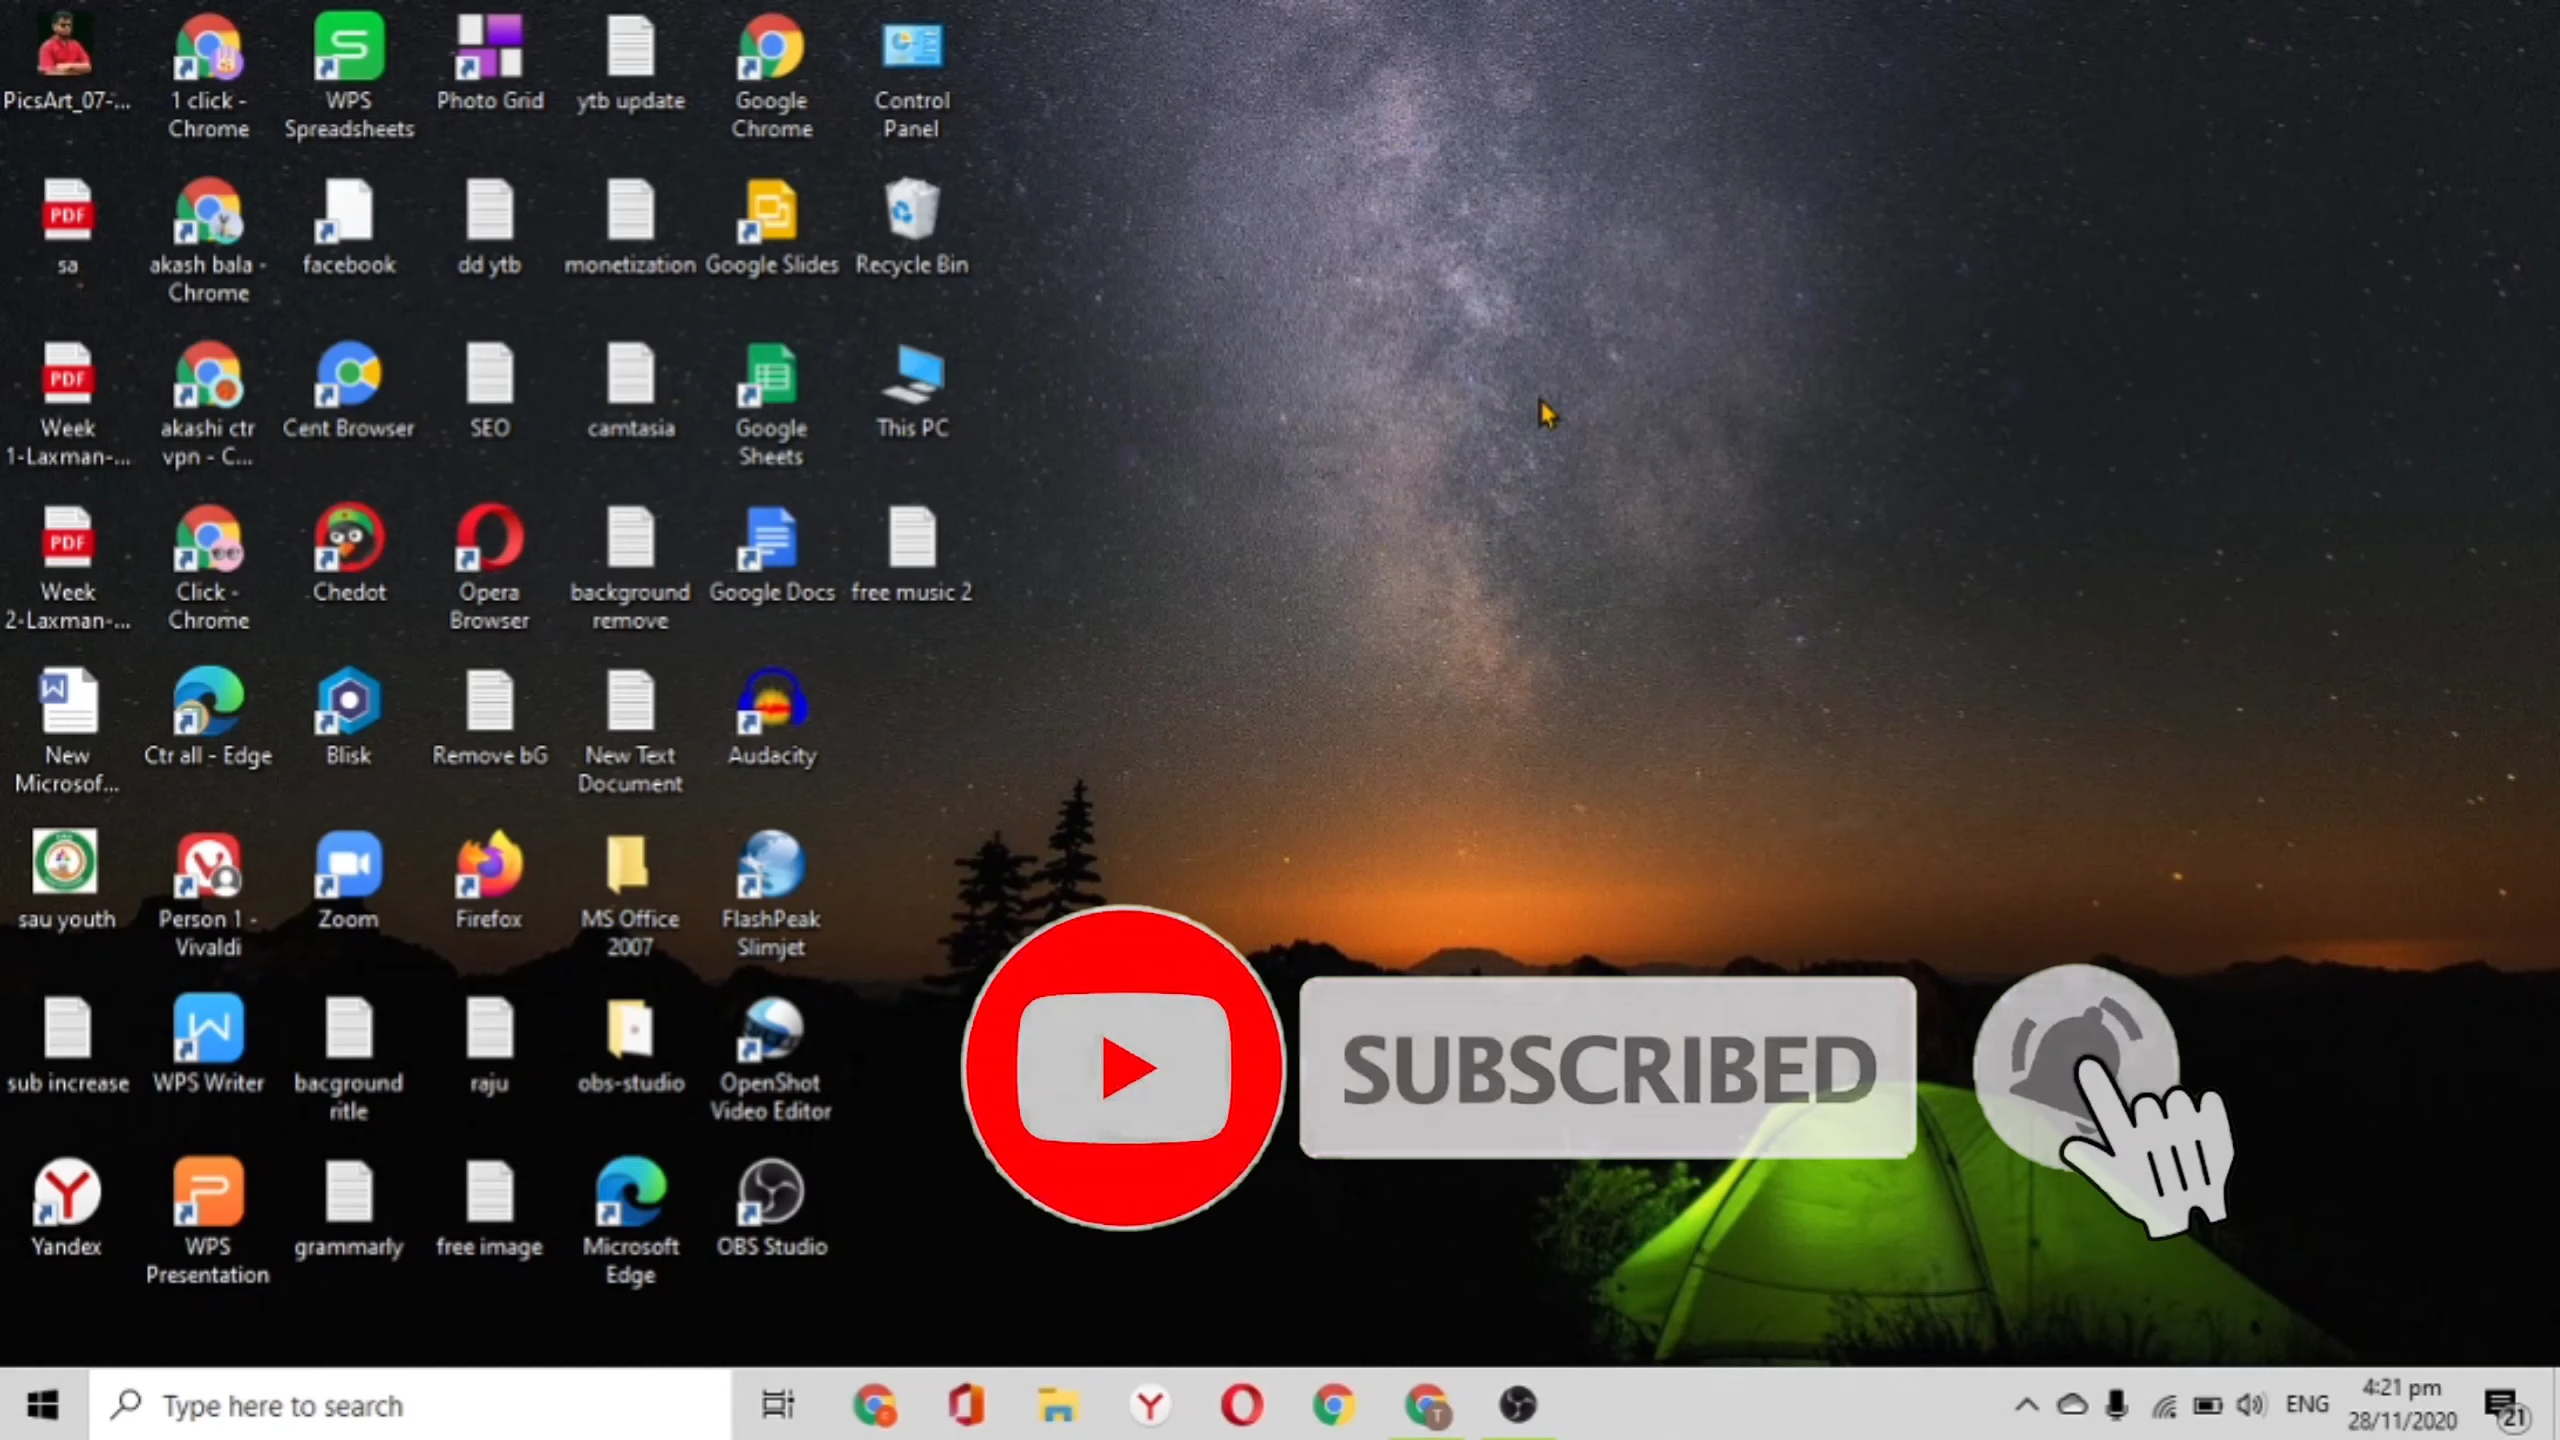 PicsArt_07-...
1 click -
Chrome
WPS
Spreadsheets
Photo Grid
ytb update
Google
Chrome
Control
Panel
PDF
sa
akash bala -
Chrome
facebook
dd ytb
monetization
Google Slides
Recycle Bin
PDF
Week
1-Laxman-...
akashi ctr
vpn - C...
Cent Browser
SEO
camtasia
Google
Sheets
This PC
PDF
Week
2-Laxman-...
Click -
Chrome
Chedot
Opera
Browser
background
remove
Google Docs
free music 2
New
Microsof...
Ctr all - Edge
Blisk
Remove bG
New Text
Document
Audacity
sau youth
Person 1 -
Vivaldi
Zoom
Firefox
MS Office
2007
FlashPeak
Slimjet
sub increase
WPS Writer
bacground
ritle
raju
obs-studio
OpenShot
Video Editor
Yandex
WPS
Presentation
grammarly
free image
Microsoft
Edge
OBS Studio
SUBSCRIBED
Type here to search
ENG
4:21 pm
28/11/2020
21